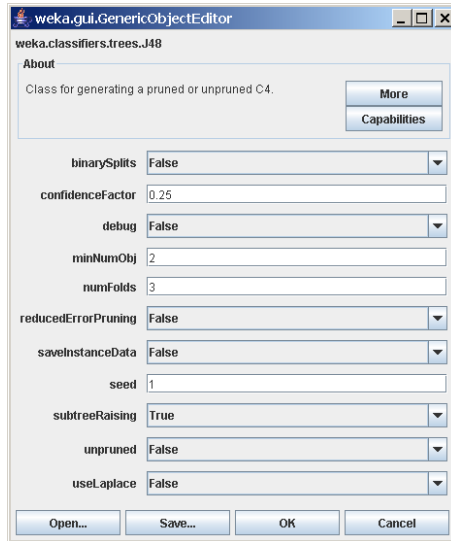 weka.gui.GenericObjectEditor
weka.classifiers.trees.J48
About
Class for generating a pruned or unpruned C4.
More
Capabilities
binarySplits False
confidenceFactor 0.25
debug False
minNumObj 2
numFolds 3
reducedErrorPruning False
saveInstanceData False
seed 1
subtreeRaising True
unpruned False
useLaplace False
Open... Save... OK Cancel